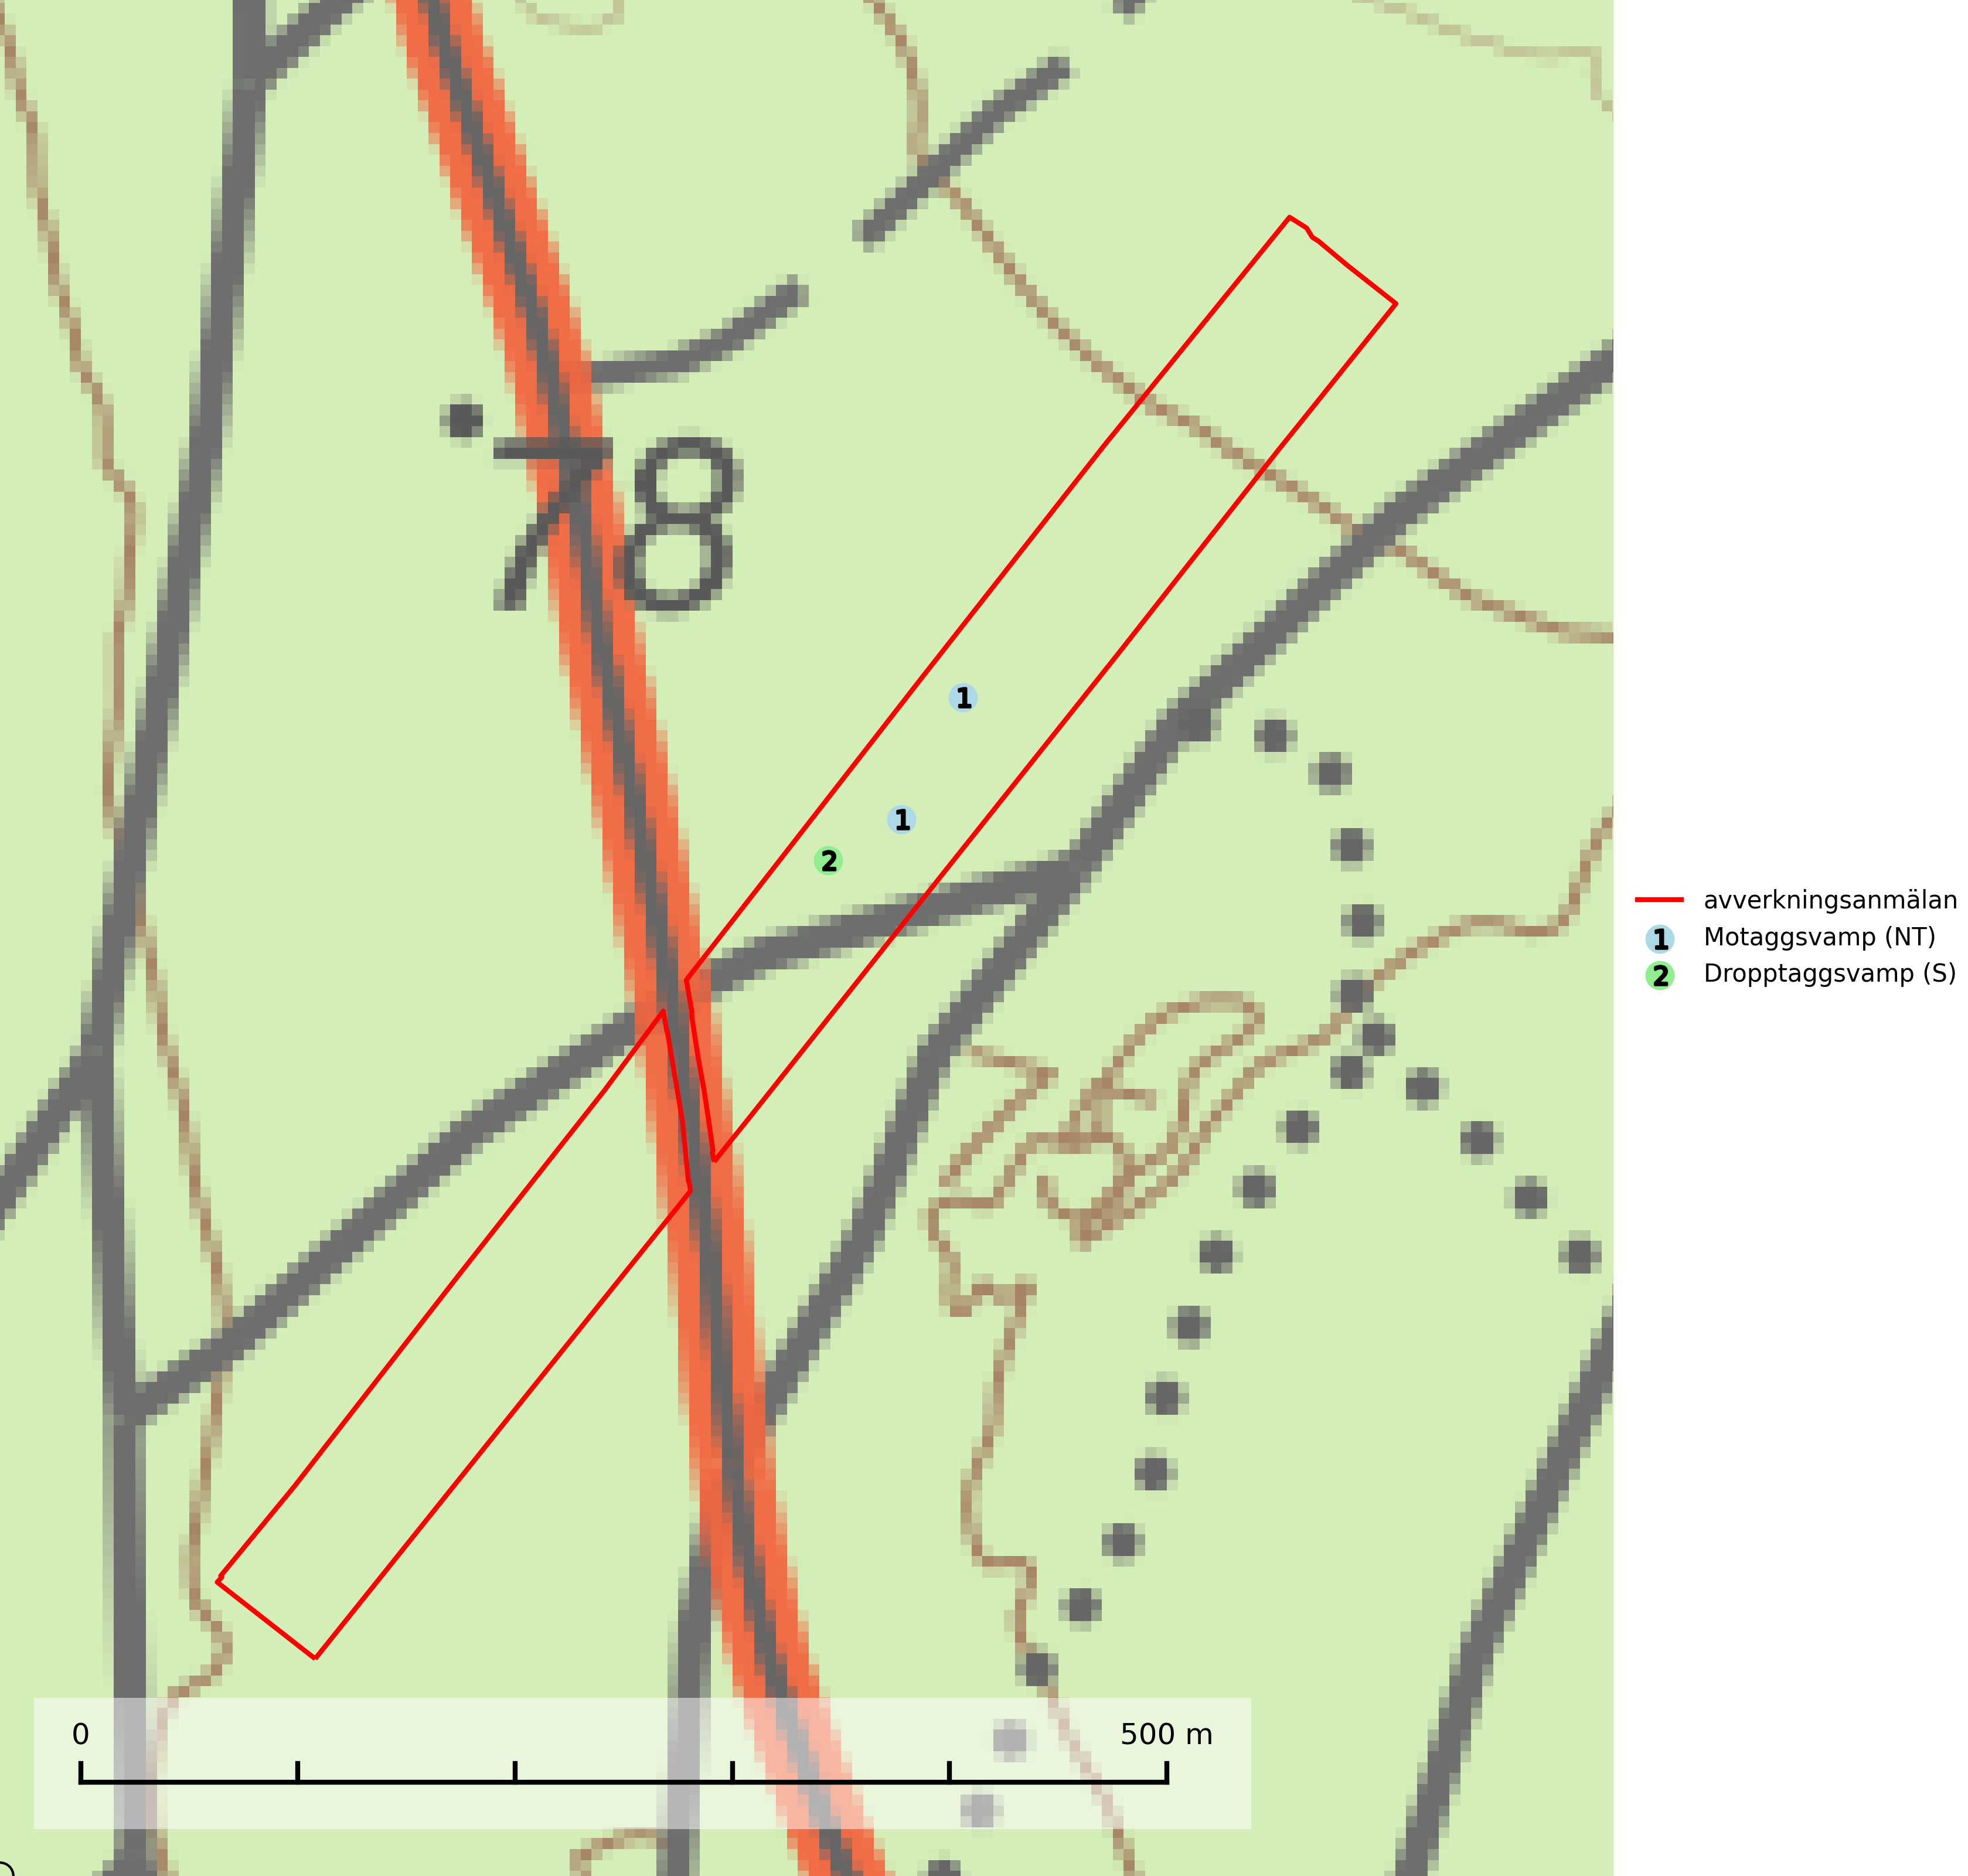 78
1
1
2
avverkningsanmälan
1 Motaggsvamp (NT)
2 Dropptaggsvamp (S)
0 500 m